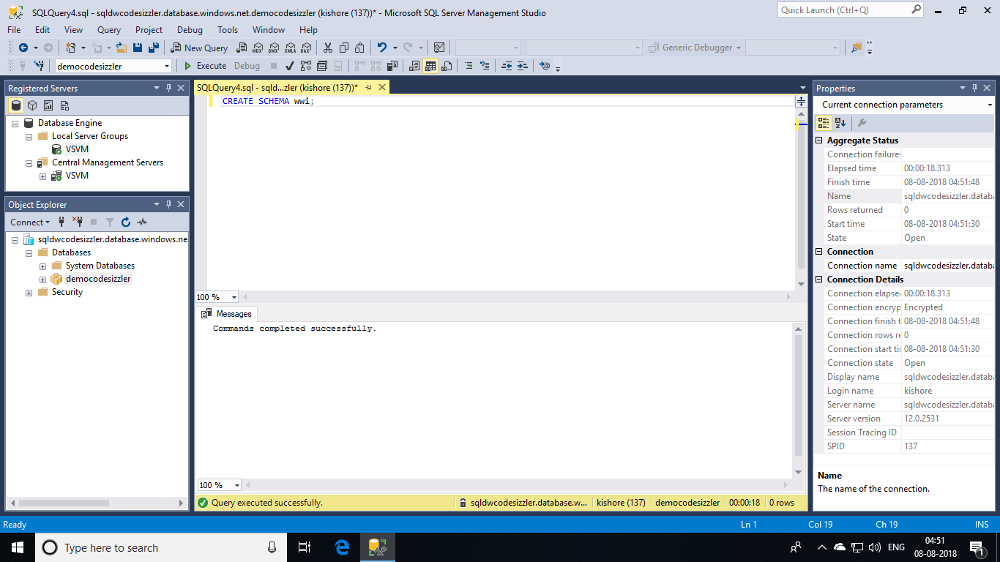 SQLQuery4.sql - sqldwcodesizzler.database.windows.net.democodesizzler (kishore (137))* - Microsoft SQL Server Management Studio
Quick Launch (Ctrl+Q)
File Edit View Query Project Debug Tools Window Help
New Query MDX DMX XMLA DAX Generic Debugger
democodesizzler Execute Debug
Registered Servers
Database Engine
Local Server Groups
VSVM
Central Management Servers
VSVM
Object Explorer
Connect
sqldwcodesizzler.database.windows.ne
Databases
System Databases
democodesizzler
Security
SQLQuery4.sql - sqld...zler (kishore (137))*
CREATE SCHEMA wwi;
100 %
Messages
Commands completed successfully.
100 %
Query executed successfully. sqldwcodesizzler.database.w... kishore (137) democodesizzler 00:00:18 0 rows
Properties
Current connection parameters
Aggregate Status
Connection failures
Elapsed time 00:00:18.313
Finish time 08-08-2018 04:51:48
Name sqldwcodesizzler.databa
Rows returned 0
Start time 08-08-2018 04:51:30
State Open
Connection
Connection name sqldwcodesizzler.databa
Connection Details
Connection elapse 00:00:18.313
Connection encryp Encrypted
Connection finish t 08-08-2018 04:51:48
Connection rows re 0
Connection start tii 08-08-2018 04:51:30
Connection state Open
Display name sqldwcodesizzler.databa
Login name kishore
Server name sqldwcodesizzler.databa
Server version 12.0.2531
Session Tracing ID
SPID 137
Name
The name of the connection.
Ready Ln 1 Col 19 Ch 19 INS
Type here to search
ENG
04:51
08-08-2018
1